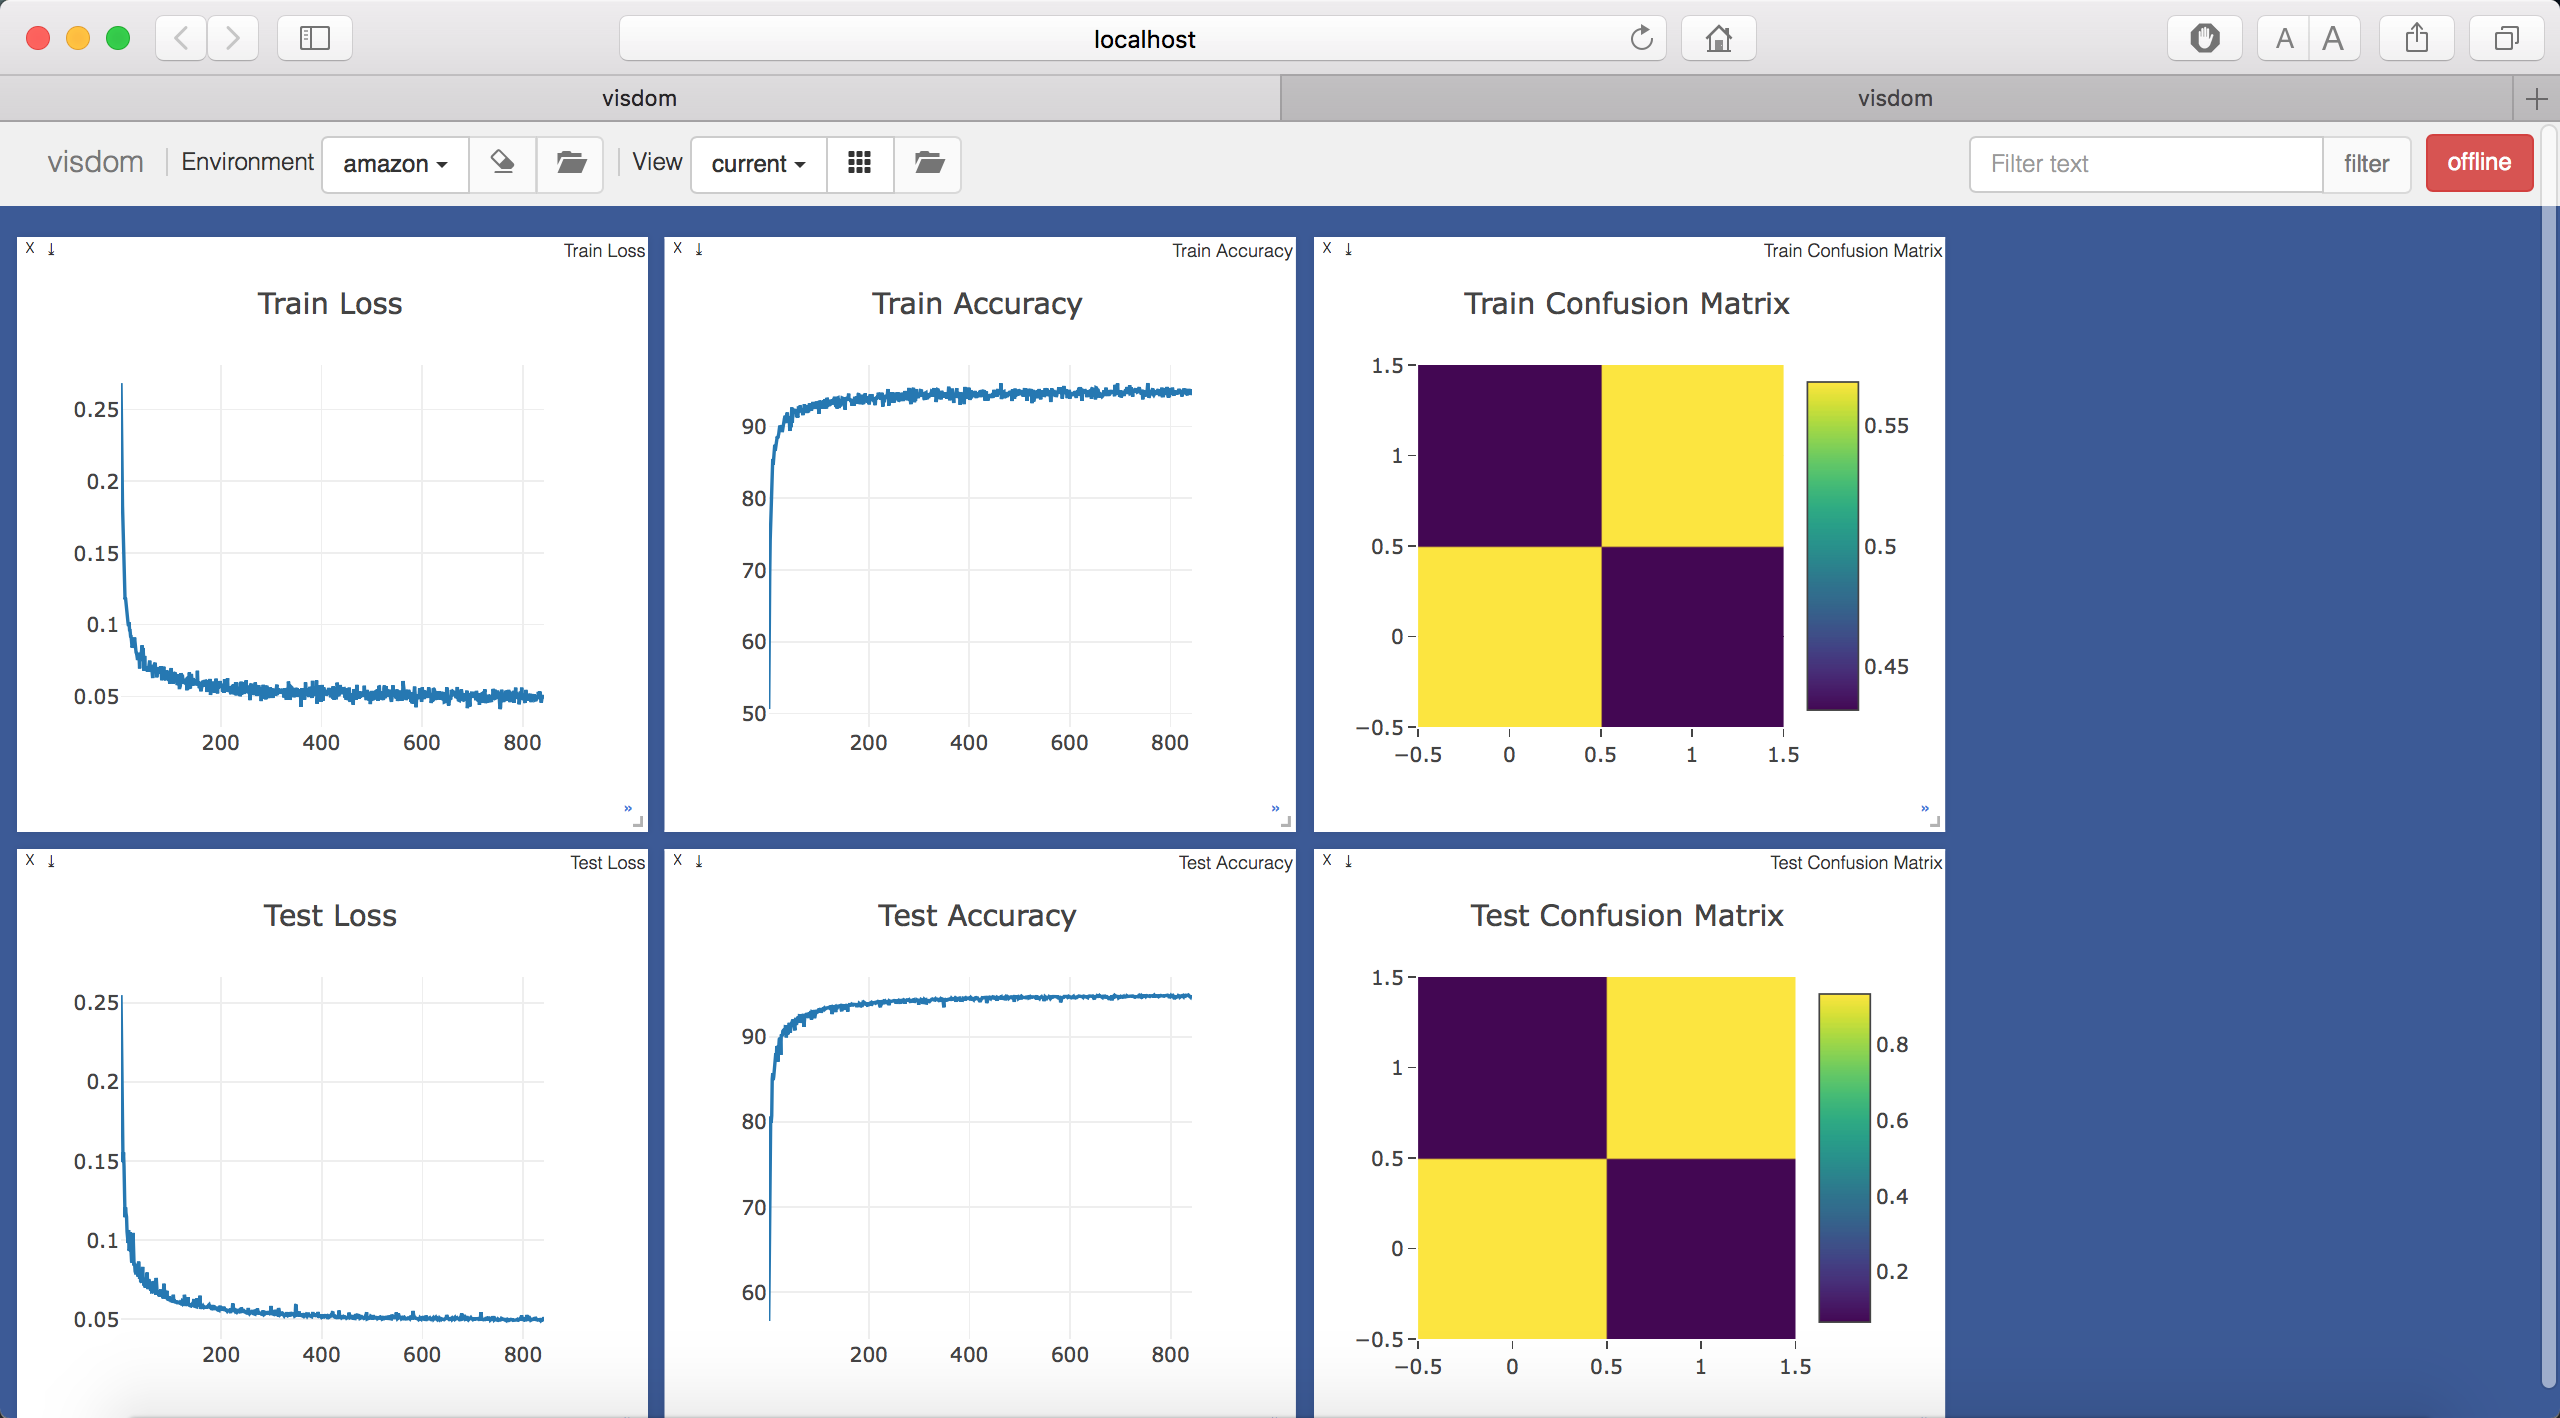 localhost
A A
visdom
visdom
visdom Environment amazon View current Filter text filter offline
X Train Loss
Train Loss
0.25
0.2
0.15
0.1
0.05
200 400 600 800
»
X Train Accuracy
Train Accuracy
90
80
70
60
50
200 400 600 800
»
X Train Confusion Matrix
Train Confusion Matrix
1.5
1
0.5
0
−0.5
−0.5 0 0.5 1 1.5
0.55
0.5
0.45
»
X Test Loss
Test Loss
0.25
0.2
0.15
0.1
0.05
200 400 600 800
X Test Accuracy
Test Accuracy
90
80
70
60
200 400 600 800
X Test Confusion Matrix
Test Confusion Matrix
1.5
1
0.5
0
−0.5
−0.5 0 0.5 1 1.5
0.8
0.6
0.4
0.2